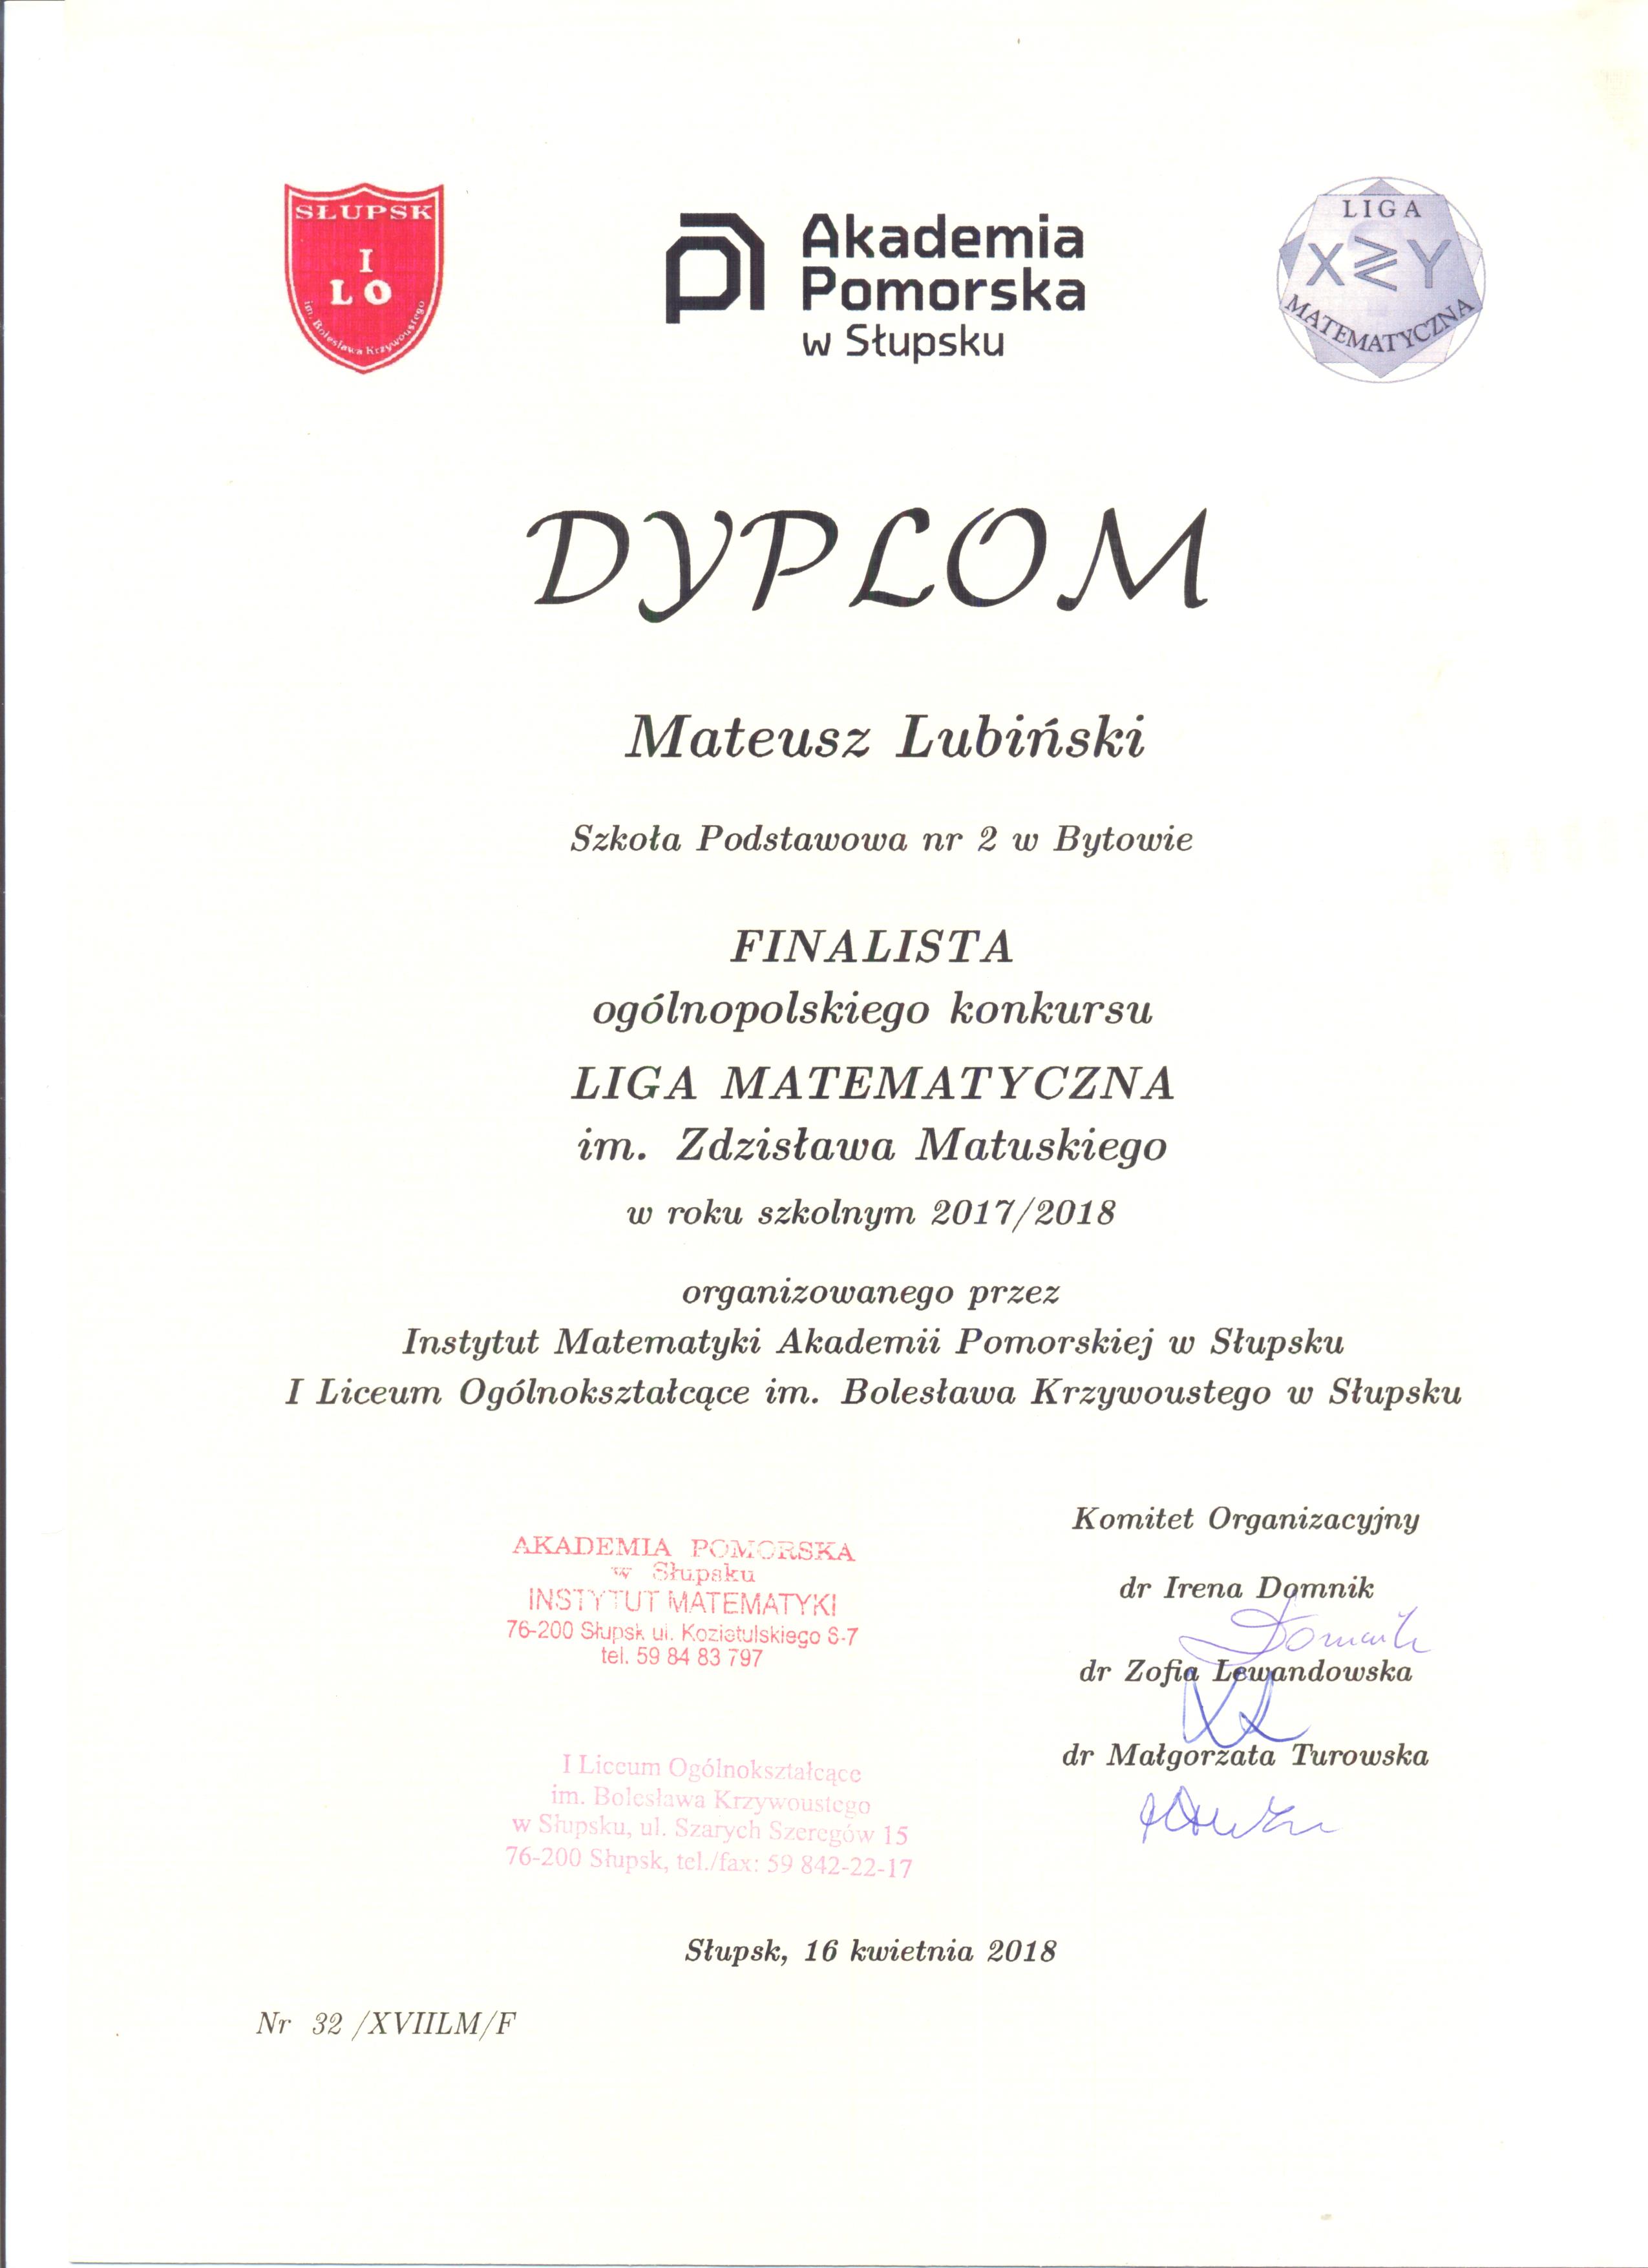 SŁUPSK
I
LO
im. Bolesława Krzywoustego
Akademia
Pomorska
w Słupsku
LIGA
X Y
MATEMATYCZNA
DYPLOM
Mateusz Lubiński
Szkoła Podstawowa nr 2 w Bytowie
FINALISTA
ogólnopolskiego konkursu
LIGA MATEMATYCZNA
im. Zdzisława Matuskiego
w roku szkolnym 2017/2018
organizowanego przez
Instytut Matematyki Akademii Pomorskiej w Słupsku
I Liceum Ogólnokształcące im. Bolesława Krzywoustego w Słupsku
AKADEMIA POMORSKA
w Słupsku
INSTYTUT MATEMATYKI
76-200 Słupsk ul. Kozietulskiego 6-7
tel. 59 84 83 797
I Liceum Ogólnokształcące
im. Bolesława Krzywoustego
w Słupsku, ul. Szarych Szeregów 15
76-200 Słupsk, tel./fax: 59 842-22-17
Komitet Organizacyjny
dr Irena Domnik
Domnik
dr Zofia Lewandowska
dr Małgorzata Turowska
Słupsk, 16 kwietnia 2018
Nr 32 /XVIILM/F